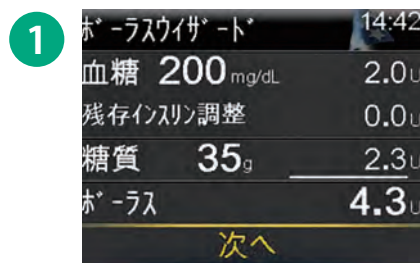 1
ﾎﾞｰﾗｽｳｨｻﾞｰﾄﾞ 14:42
血糖 200 mg/dL 2.0U
残存ｲﾝｽﾘﾝ調整 0.0U
糖質 35g 2.3U
ﾎﾞｰﾗｽ 4.3U
次へ